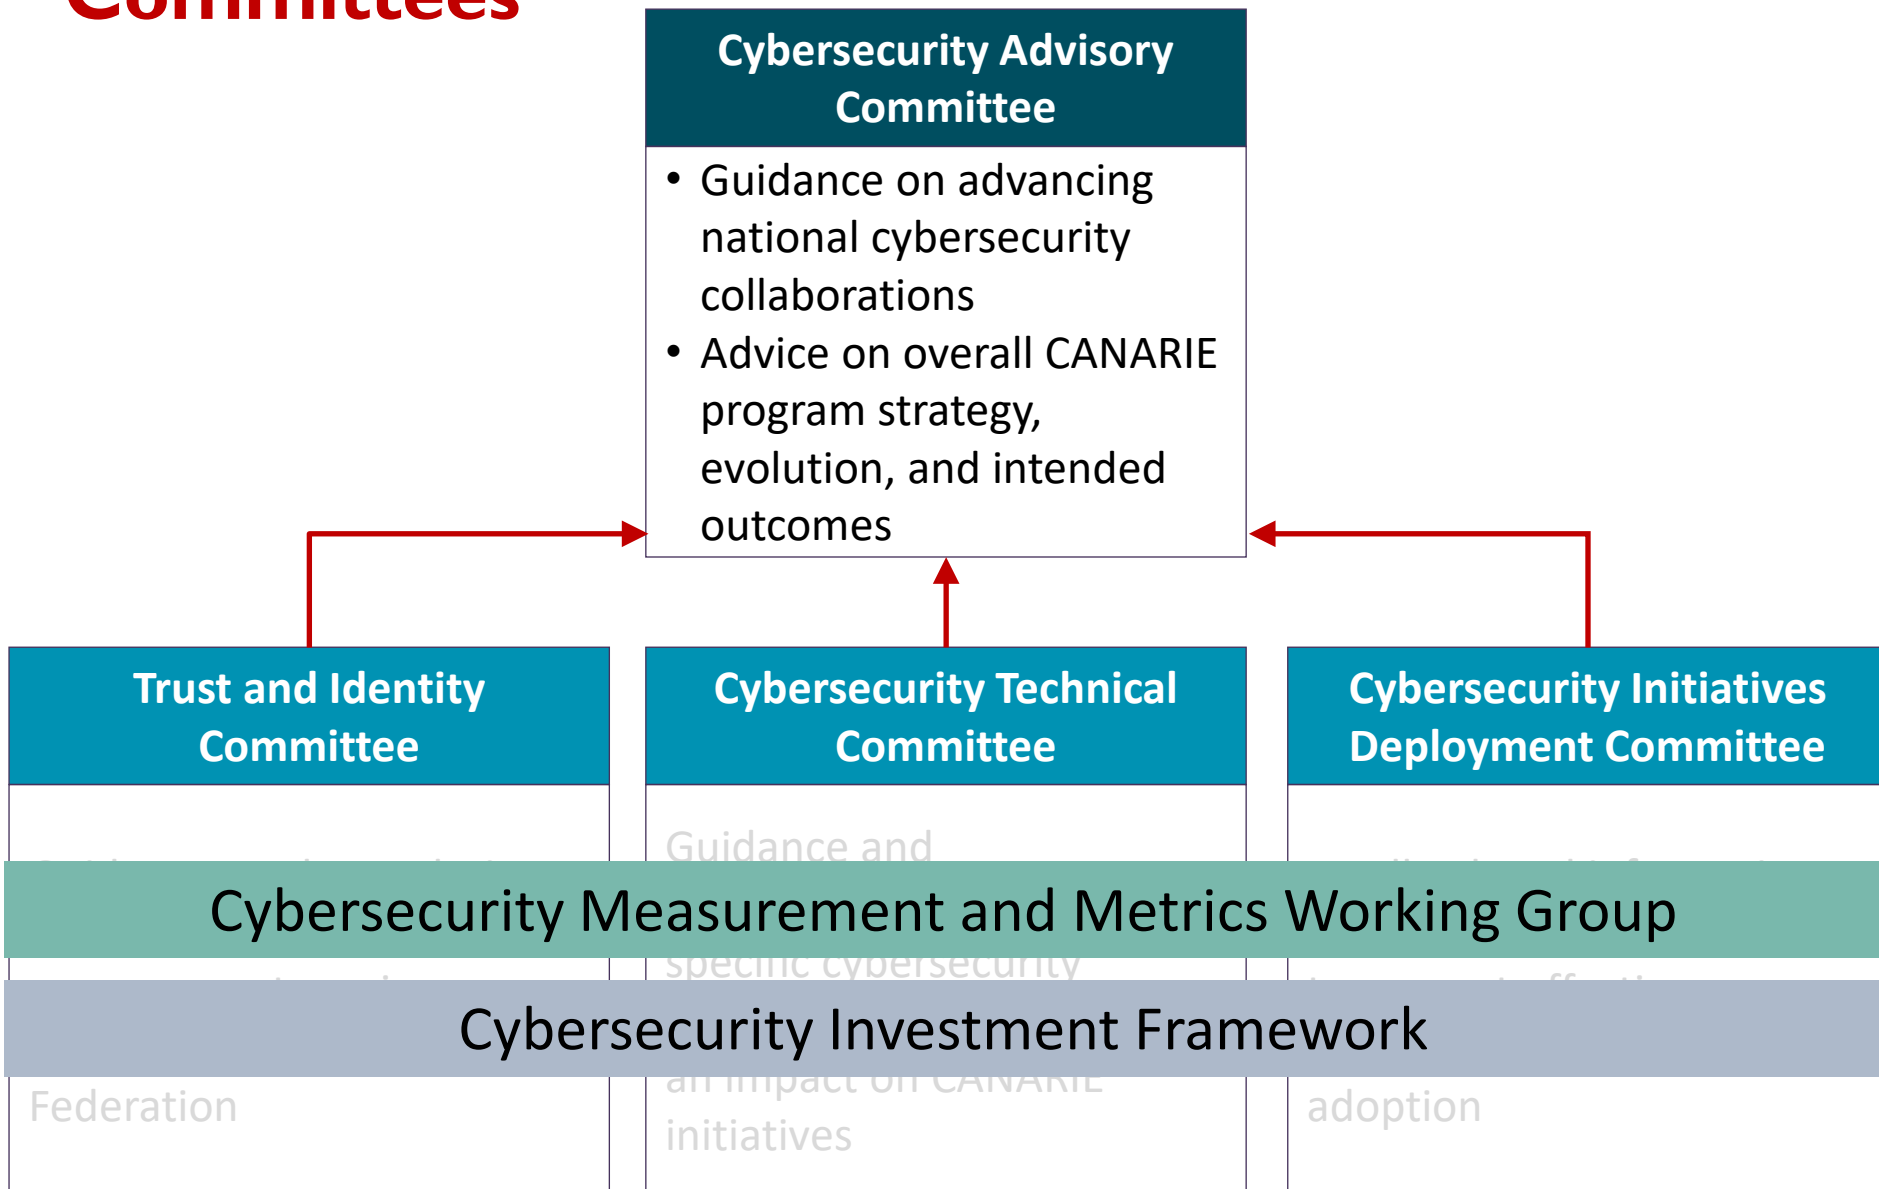 Committees
Cybersecurity Advisory
Committee
• Guidance on advancing
national cybersecurity
collaborations
• Advice on overall CANARIE
program strategy,
evolution, and intended
outcomes
Trust and Identity
Committee
Federation
Cybersecurity Technical
Committee
Guidance and
specific cybersecurity
an impact on CANARIE
initiatives
Cybersecurity Initiatives
Deployment Committee
adoption
Cybersecurity Measurement and Metrics Working Group
Cybersecurity Investment Framework